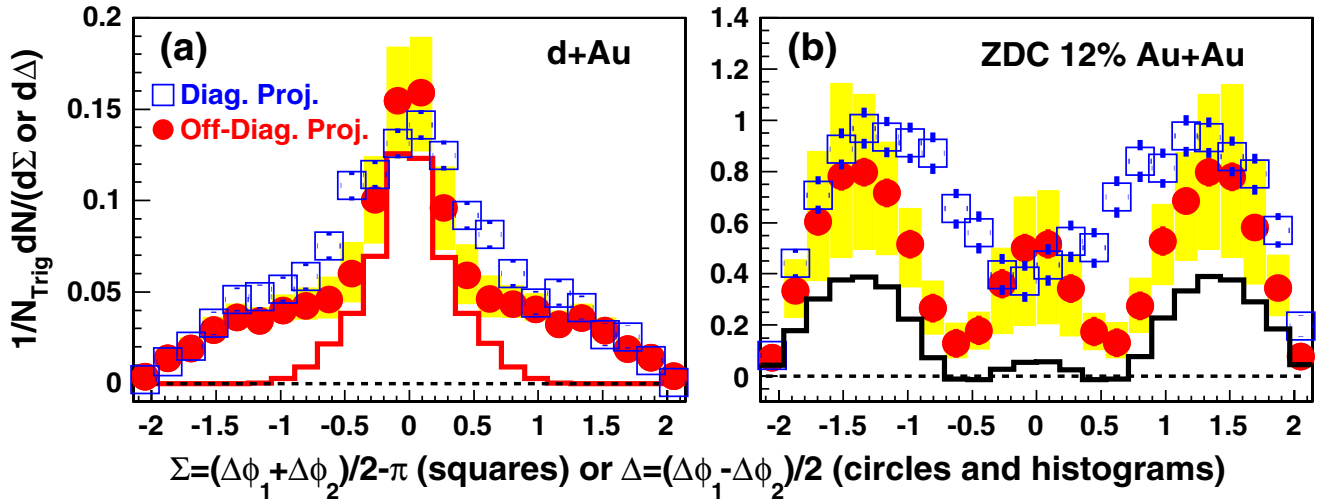 1/N_Trig dN/(dΣ or dΔ)
0.2
0.15
0.1
0.05
0
(a)
d+Au
Diag. Proj.
Off-Diag. Proj.
-2 -1.5 -1 -0.5 0 0.5 1 1.5 2
1.4
1.2
1
0.8
0.6
0.4
0.2
0
(b)
ZDC 12% Au+Au
-2 -1.5 -1 -0.5 0 0.5 1 1.5 2
Σ=(Δϕ₁+Δϕ₂)/2-π (squares) or Δ=(Δϕ₁-Δϕ₂)/2 (circles and histograms)